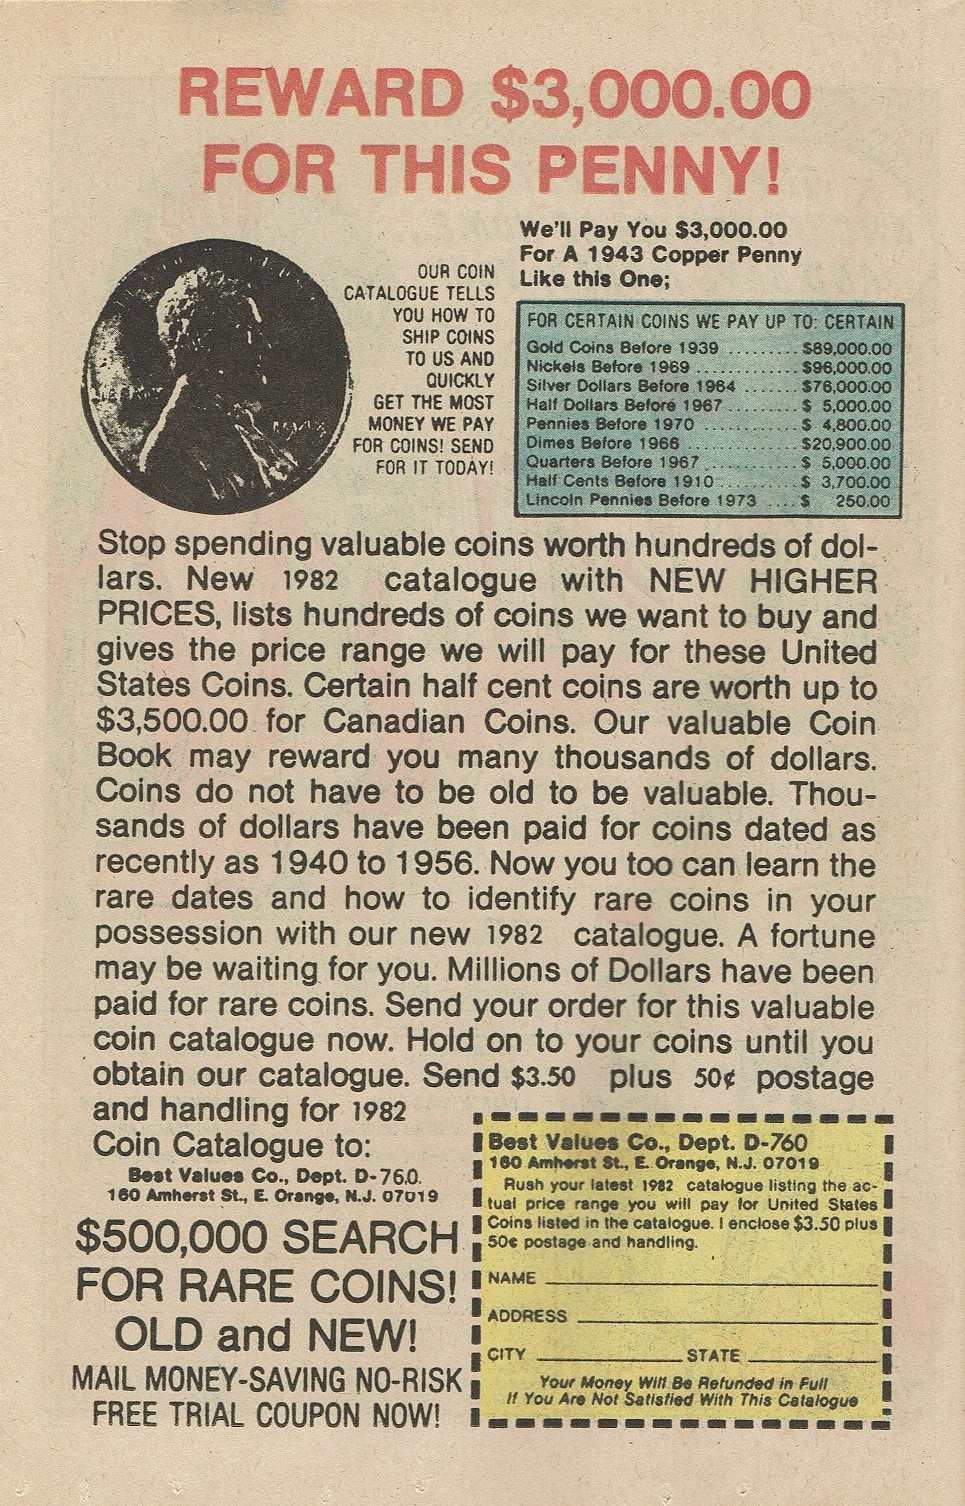 REWARD $3,000.00
FOR THIS PENNY!
We'll Pay You $3,000.00
For A 1943 Copper Penny
Like this One;
OUR COIN
CATALOGUE TELLS
YOU HOW TO
SHIP COINS
TO US AND
QUICKLY
GET THE MOST
MONEY WE PAY
FOR COINS! SEND
FOR IT TODAY!
1943
FOR CERTAIN COINS WE PAY UP TO: CERTAIN
Gold Coins Before 1939 ......... $89,000.00
Nickels Before 1969 ............. $96,000.00
Silver Dollars Before 1964 ....... $76,000.00
Half Dollars Before 1967 ......... $ 5,000.00
Pennies Before 1970 ............ $ 4,800.00
Dimes Before 1966 .............. $20,900.00
Quarters Before 1967 ........... $ 5,000.00
Half Cents Before 1910 .......... $ 3,700.00
Lincoln Pennies Before 1973 .... $ 250.00
Stop spending valuable coins worth hundreds of dol-
lars. New 1982 catalogue with NEW HIGHER
PRICES, lists hundreds of coins we want to buy and
gives the price range we will pay for these United
States Coins. Certain half cent coins are worth up to
$3,500.00 for Canadian Coins. Our valuable Coin
Book may reward you many thousands of dollars.
Coins do not have to be old to be valuable. Thou-
sands of dollars have been paid for coins dated as
recently as 1940 to 1956. Now you too can learn the
rare dates and how to identify rare coins in your
possession with our new 1982 catalogue. A fortune
may be waiting for you. Millions of Dollars have been
paid for rare coins. Send your order for this valuable
coin catalogue now. Hold on to your coins until you
obtain our catalogue. Send $3.50 plus 50¢ postage
and handling for 1982
Coin Catalogue to:
Best Values Co., Dept. D-760.
160 Amherst St., E. Orange, N.J. 07019
$500,000 SEARCH
FOR RARE COINS!
OLD and NEW!
MAIL MONEY-SAVING NO-RISK
FREE TRIAL COUPON NOW!
Best Values Co., Dept. D-760
160 Amherst St., E. Orange, N.J. 07019
Rush your latest 1982 catalogue listing the ac-
tual price range you will pay for United States
Coins listed in the catalogue. I enclose $3.50 plus
50¢ postage and handling.
NAME
ADDRESS
CITY STATE
Your Money Will Be Refunded in Full
If You Are Not Satisfied With This Catalogue